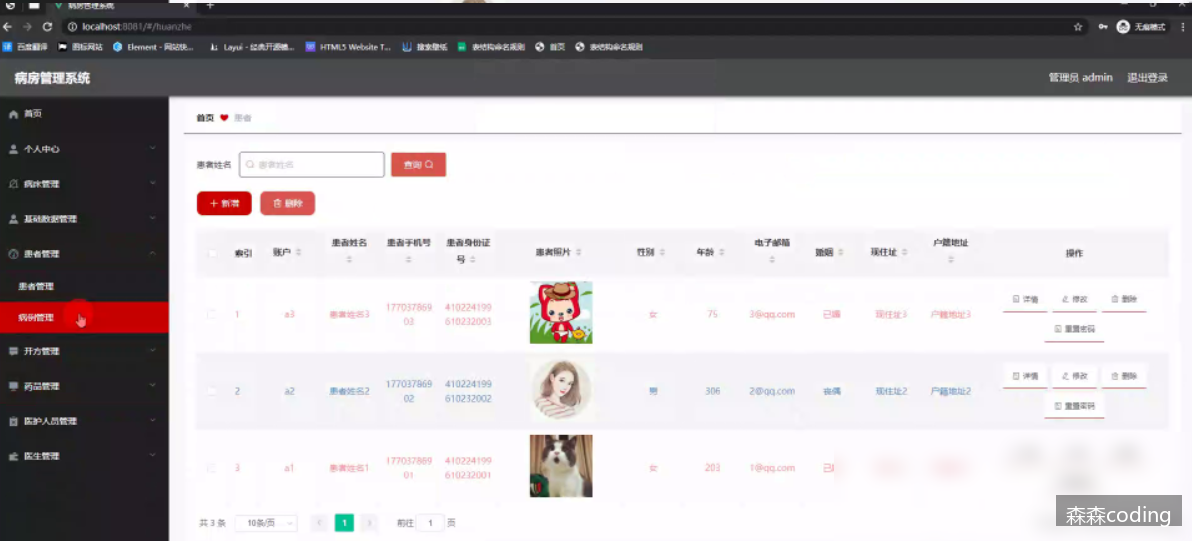 病房管理系统
localhost:8081/#/huanzhe
无痕模式
百度翻译 图标网站 Element - 网站快... Layui - 经典开源模... HTML5 Website T... 搜索壁纸 表结构命名规则 首页 表结构命名规则
病房管理系统
管理员 admin 退出登录
首页
个人中心
病床管理
基础数据管理
患者管理
患者管理
病例管理
开方管理
药品管理
医护人员管理
医生管理
首页 患者
患者姓名 患者姓名 查询
+ 新增 删除
索引 账户 患者姓名 患者手机号 患者身份证号 患者照片 性别 年龄 电子邮箱 婚姻 现住址 户籍地址 操作
1 a3 患者姓名3 17703786903 410224199610232003 女 75 3@qq.com 已婚 现住址3 户籍地址3 详情 修改 删除
重置密码
2 a2 患者姓名2 17703786902 410224199610232002 男 306 2@qq.com 丧偶 现住址2 户籍地址2 详情 修改 删除
重置密码
3 a1 患者姓名1 17703786901 410224199610232001 女 203 1@qq.com
共 3 条 10条/页 1 前往 1 页
森森coding